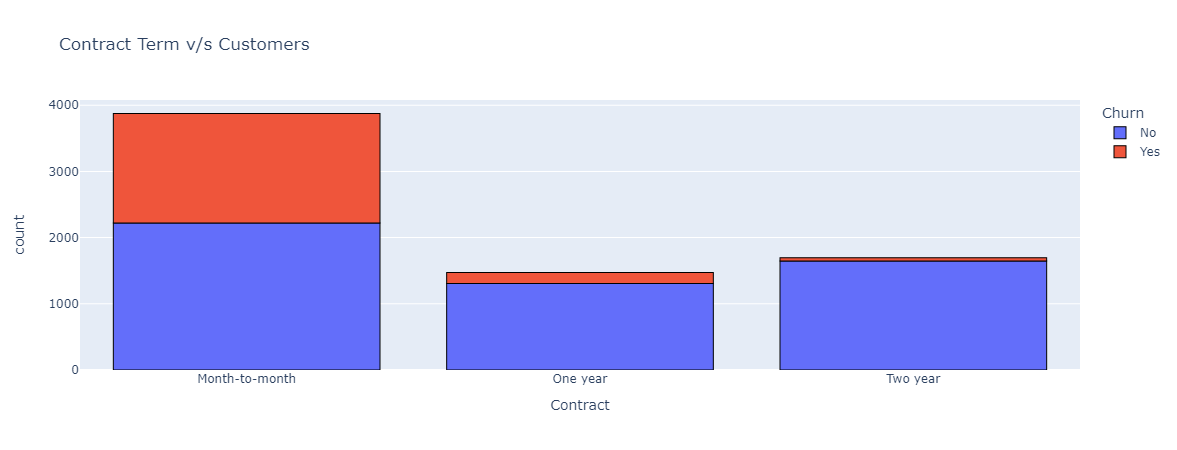 Contract Term v/s Customers
4000
3000
2000
1000
0
count
Month-to-month
One year
Two year
Contract
Churn
No
Yes